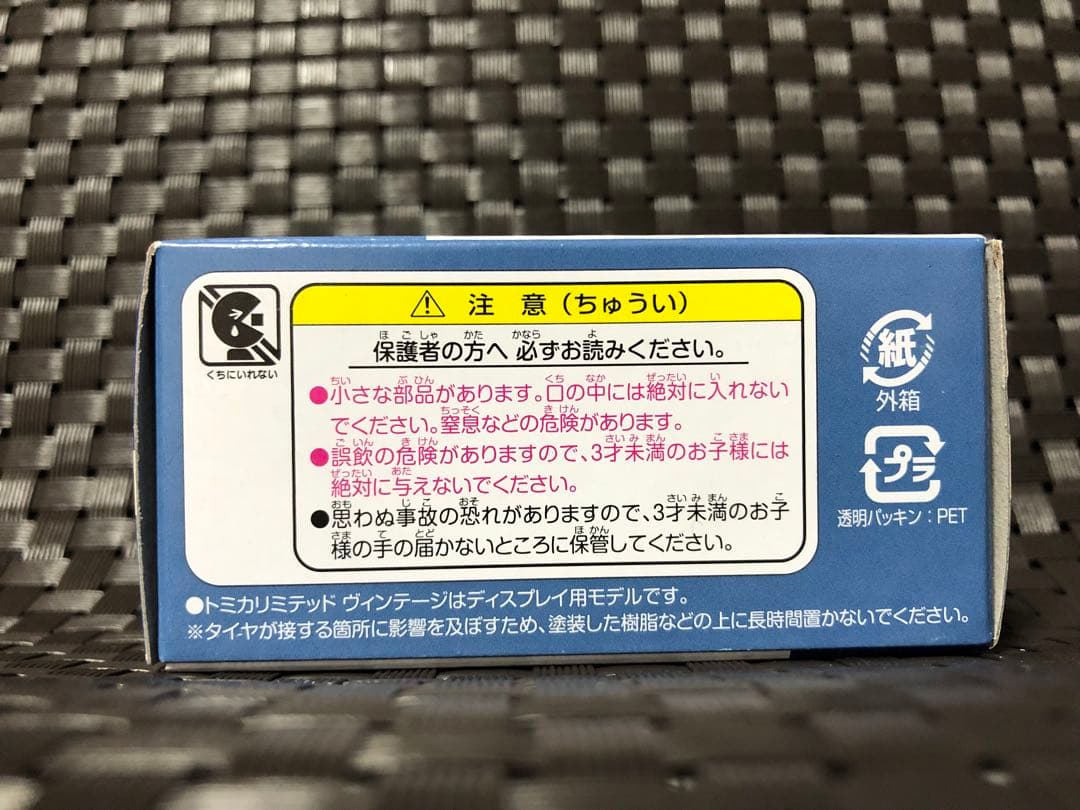 くちにいれない
⚠ 注 意（ちゅうい）
保護者の方へ 必ずお読みください。
●小さな部品があります。口の中には絶対に入れない
でください。窒息などの危険があります。
●誤飲の危険がありますので、3才未満のお子様には
絶対に与えないでください。
●思わぬ事故の恐れがありますので、3才未満のお子
様の手の届かないところに保管してください。
●トミカリミテッド ヴィンテージはディスプレイ用モデルです。
※タイヤが接する箇所に影響を及ぼすため、塗装した樹脂などの上に長時間置かないでください。
紙
外箱
プラ
透明パッキン：PET